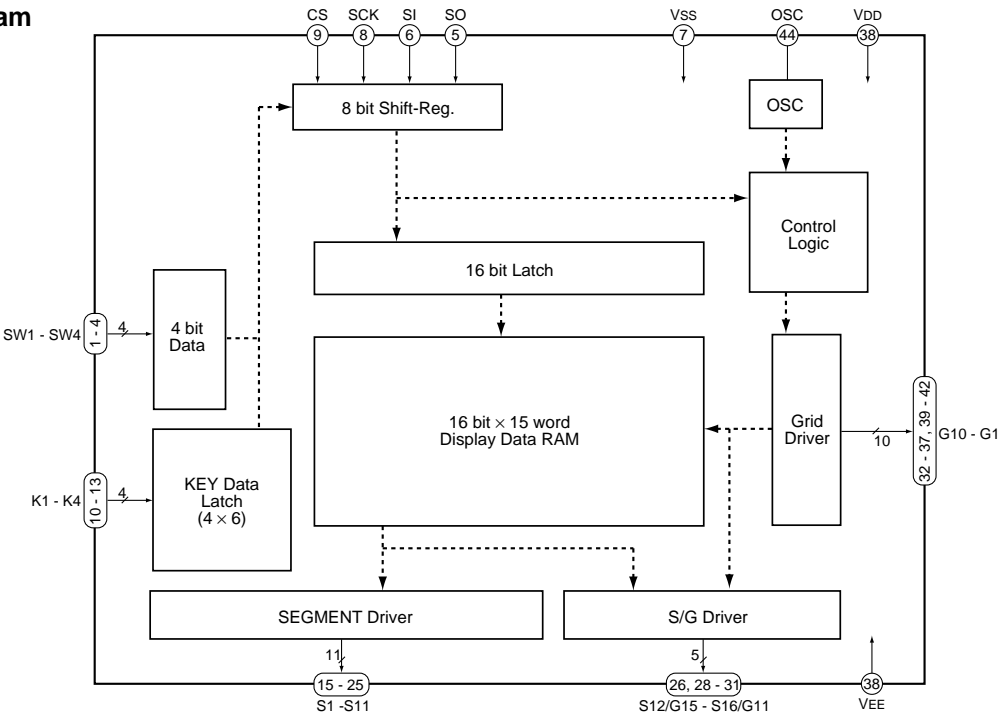 am
CS SCK SI SO VSS OSC VDD
9 8 6 5 7 44 38
8 bit Shift-Reg.
OSC
Control
Logic
16 bit Latch
SW1 - SW4
1 - 4
4
4 bit
Data
16 bit × 15 word
Display Data RAM
Grid
Driver
10
32 - 37, 39 - 42
G10 - G1
K1 - K4
10 - 13
4
KEY Data
Latch
(4 × 6)
SEGMENT Driver
S/G Driver
11
5
15 - 25
26, 28 - 31
38
S1 -S11
S12/G15 - S16/G11
VEE